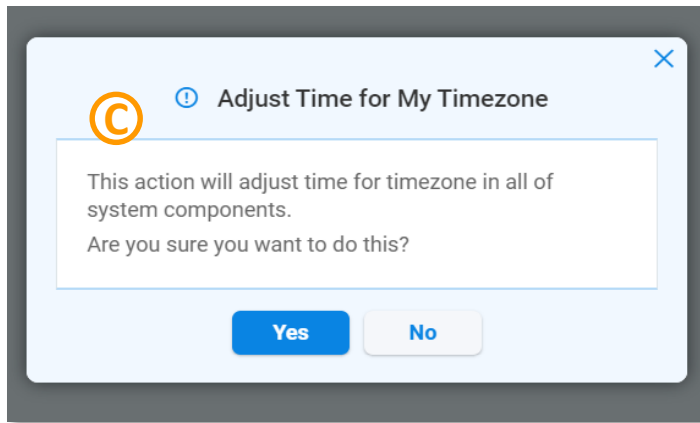 © Adjust Time for My Timezone
This action will adjust time for timezone in all of
system components.
Are you sure you want to do this?
Yes No